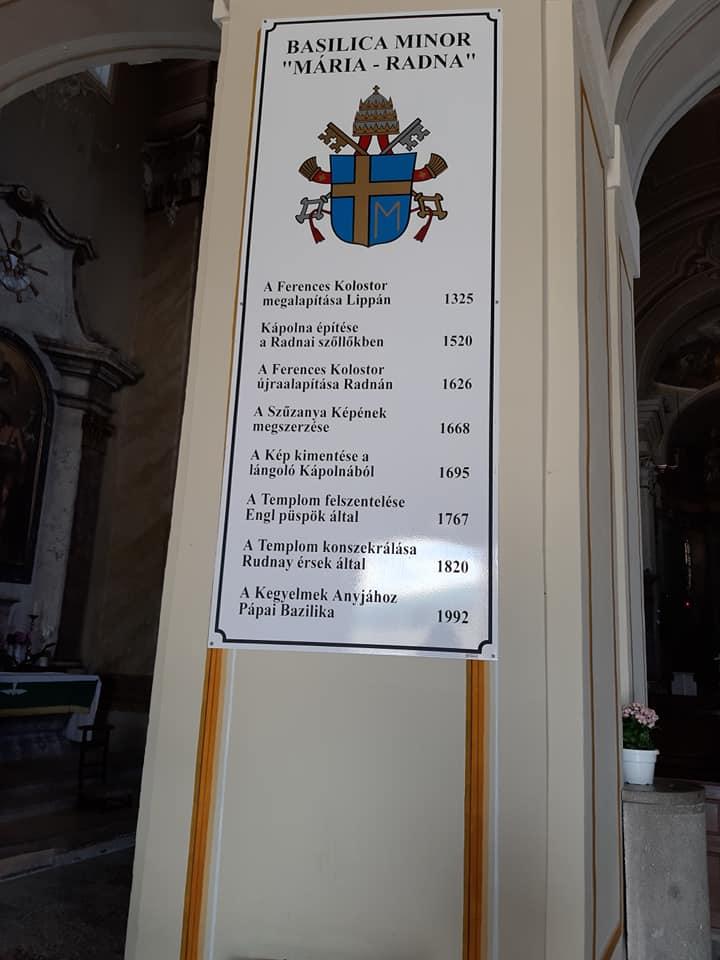 BASILICA MINOR
"MÁRIA - RADNA"
M
A Ferences Kolostor
megalapítása Lippán 1325
Kápolna építése
a Radnai szőllőkben 1520
A Ferences Kolostor
újraalapítása Radnán 1626
A Szűzanya Képének
megszerzése 1668
A Kép kimentése a
lángoló Kápolnából 1695
A Templom felszentelése
Engl püspök által 1767
A Templom konszekrálása
Rudnay érsek által 1820
A Kegyelmek Anyjához
Pápai Bazilika 1992